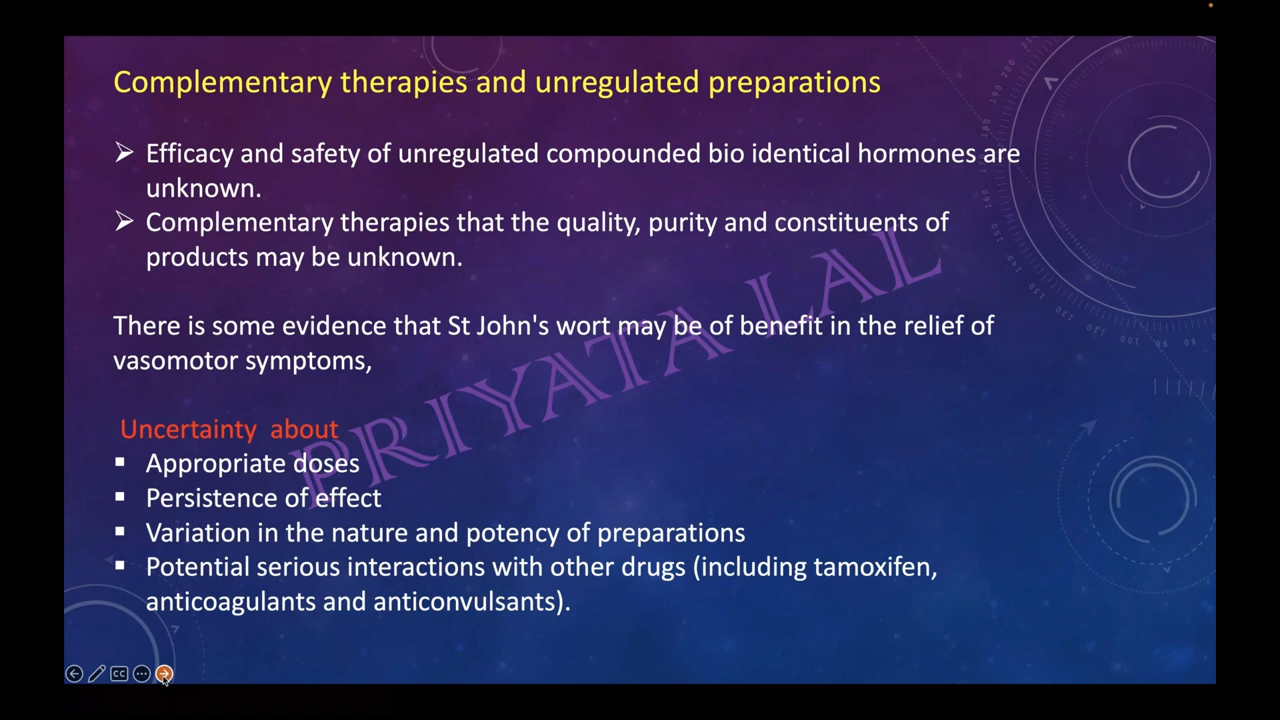 Complementary therapies and unregulated preparations
➢ Efficacy and safety of unregulated compounded bio identical hormones are
unknown.
➢ Complementary therapies that the quality, purity and constituents of
products may be unknown.
There is some evidence that St John's wort may be of benefit in the relief of
vasomotor symptoms,
Uncertainty about
▪ Appropriate doses
▪ Persistence of effect
▪ Variation in the nature and potency of preparations
▪ Potential serious interactions with other drugs (including tamoxifen,
anticoagulants and anticonvulsants).
PRIYATA LAL
CC